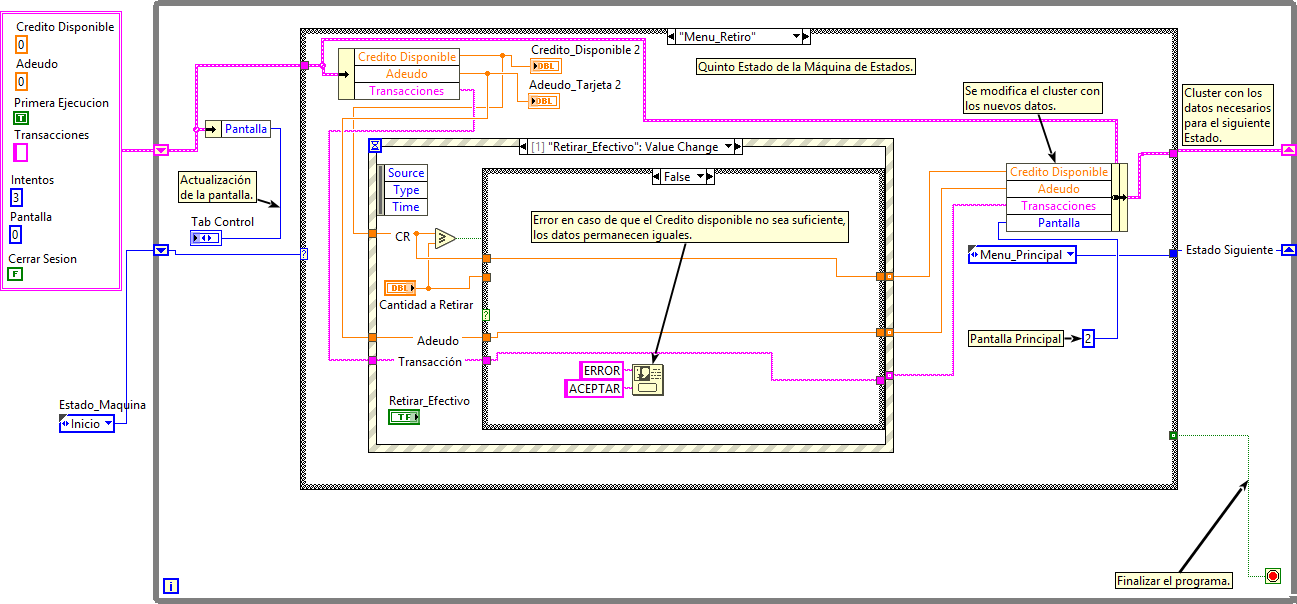 Credito Disponible
0
Adeudo
0
Primera Ejecucion
T
Transacciones
Intentos
3
Pantalla
0
Cerrar Sesion
F
Estado_Maquina
Inicio
Pantalla
Actualización
de la pantalla.
Tab Control
?
i
"Menu_Retiro"
Quinto Estado de la Máquina de Estados.
Credito Disponible
Adeudo
Transacciones
Credito_Disponible 2
DBL
Adeudo_Tarjeta 2
DBL
[1] "Retirar_Efectivo": Value Change
Source
Type
Time
False
CR
≥
DBL
Cantidad a Retirar
?
Adeudo
Transacción
Retirar_Efectivo
TF
Error en caso de que el Credito disponible no sea suficiente,
los datos permanecen iguales.
ERROR
ACEPTAR
Se modifica el cluster con
los nuevos datos.
Credito Disponible
Adeudo
Transacciones
Pantalla
Menu_Principal
Pantalla Principal
2
Cluster con los
datos necesarios
para el siguiente
Estado.
Estado Siguiente
Finalizar el programa.